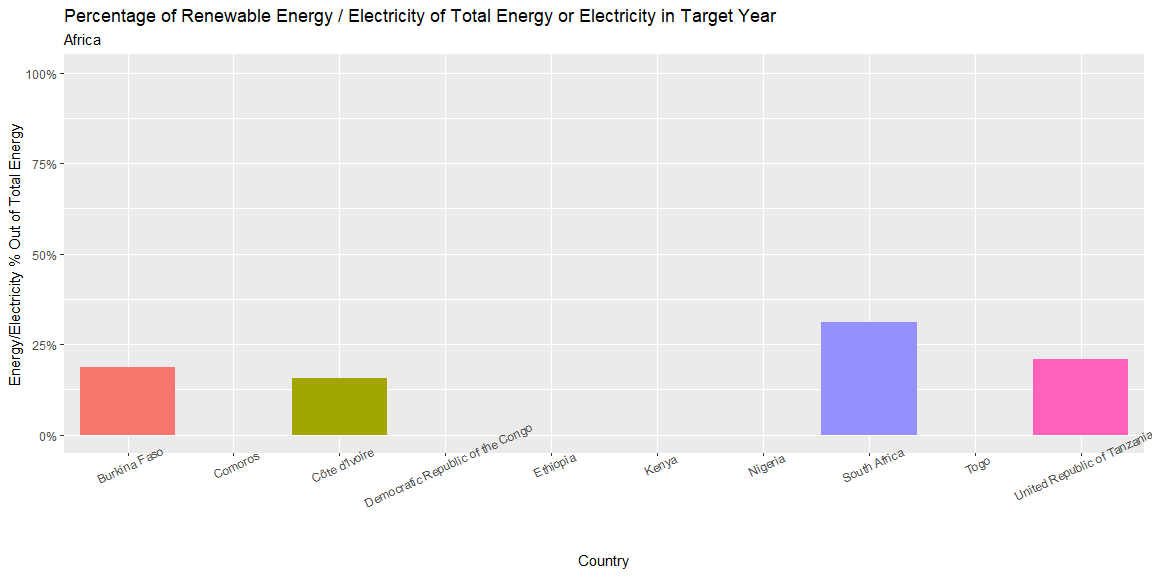 Percentage of Renewable Energy / Electricity of Total Energy or Electricity in Target Year
Africa
Energy/Electricity % Out of Total Energy
100%
75%
50%
25%
0%
Burkina Faso
Comoros
Côte d'Ivoire
Democratic Republic of the Congo
Ethiopia
Kenya
Nigeria
South Africa
Togo
United Republic of Tanzania
Country